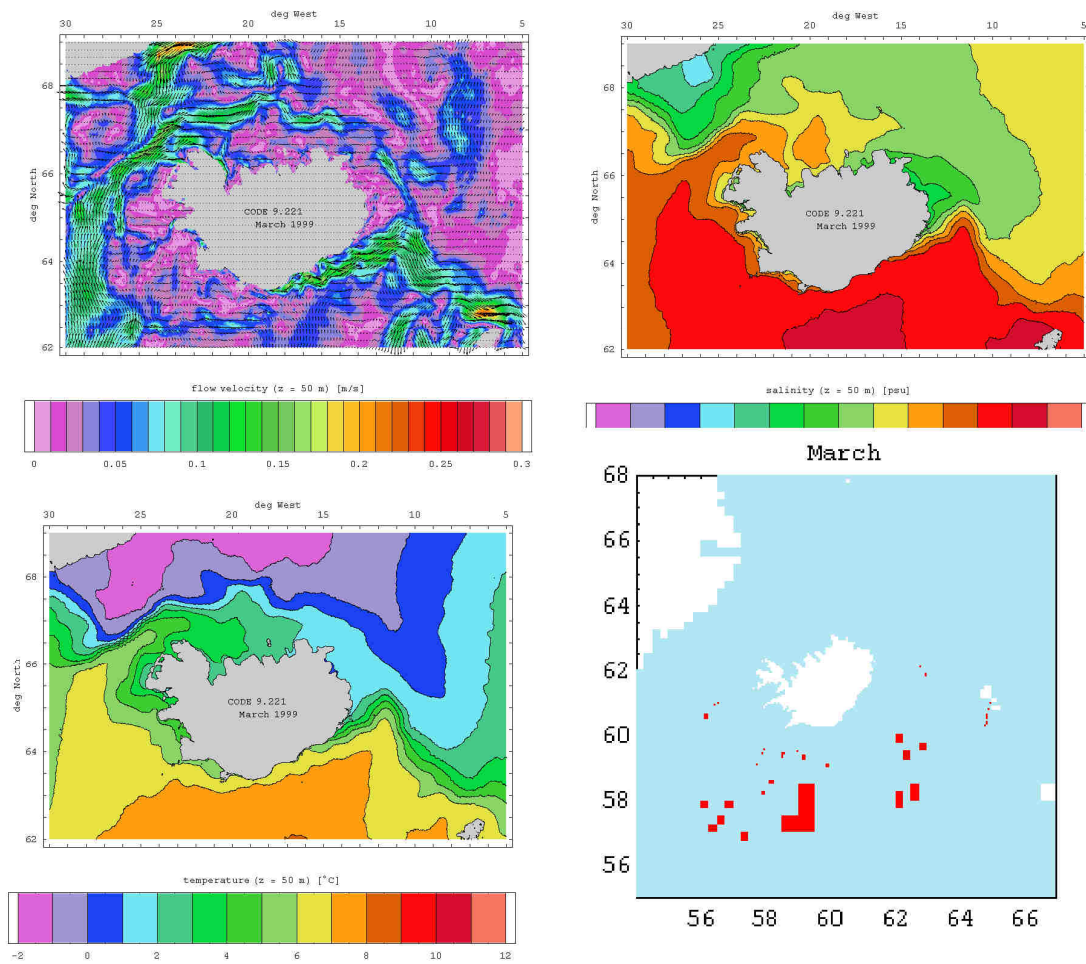 deg West
30 25 20 15 10 5
68
66
64
62
deg North
CODE 9.221
March 1999
flow velocity (z = 50 m) [m/s]
0 0.05 0.1 0.15 0.2 0.25 0.3
deg West
30 25 20 15 10 5
68
66
64
62
deg North
CODE 9.221
March 1999
salinity (z = 50 m) [psu]
deg West
30 25 20 15 10 5
68
66
64
62
deg North
CODE 9.221
March 1999
temperature (z = 50 m) [°C]
-2 0 2 4 6 8 10 12
March
68
66
64
62
60
58
56
56 58 60 62 64 66